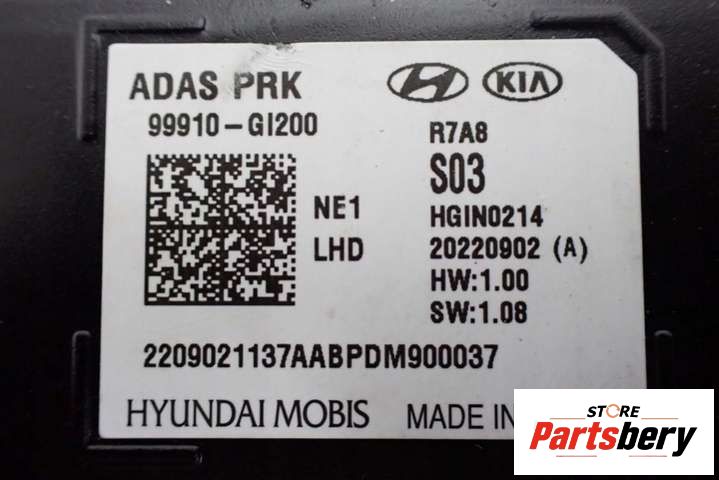 ADAS PRK
KIA
99910-GI200
R7A8
S03
NE1
HGIN0214
LHD
20220902 (A)
HW:1.00
SW:1.08
2209021137AABPDM900037
HYUNDAI MOBIS
MADE IN
STORE
Partsbery